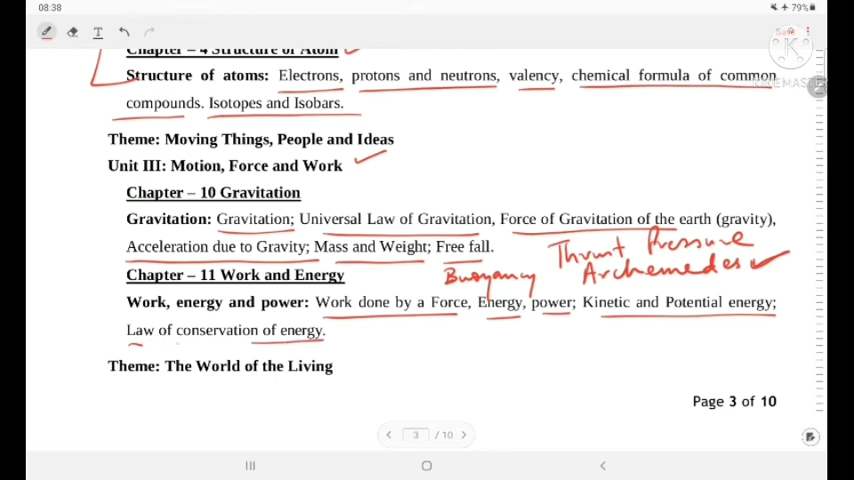 08:38
79%
Save
K
KINEMASTER
Chapter – 4 Structure of Atom
Structure of atoms: Electrons, protons and neutrons, valency, chemical formula of common
compounds. Isotopes and Isobars.
Theme: Moving Things, People and Ideas
Unit III: Motion, Force and Work
Chapter – 10 Gravitation
Gravitation: Gravitation; Universal Law of Gravitation, Force of Gravitation of the earth (gravity),
Acceleration due to Gravity; Mass and Weight; Free fall.
Thrust Pressure
Archemedes
Buoyancy
Chapter – 11 Work and Energy
Work, energy and power: Work done by a Force, Energy, power; Kinetic and Potential energy;
Law of conservation of energy.
Theme: The World of the Living
Page 3 of 10
3 / 10